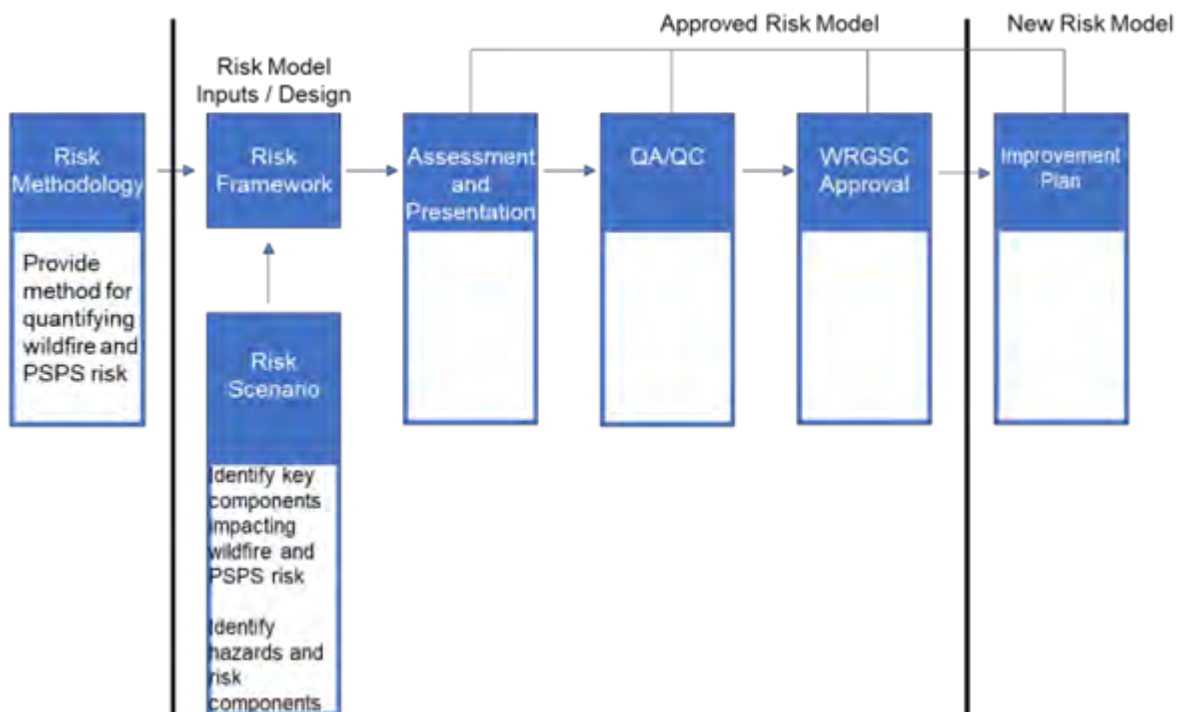 Approved Risk Model
New Risk Model
Risk Model
Inputs / Design
Risk
Methodology
Risk
Framework
Assessment
and
Presentation
QA/QC
WRGSC
Approval
Improvement
Plan
Provide
method for
quantifying
wildfire and
PSPS risk
Risk
Scenario
Identify key
components
impacting
wildfire and
PSPS risk
Identify
hazards and
risk
components